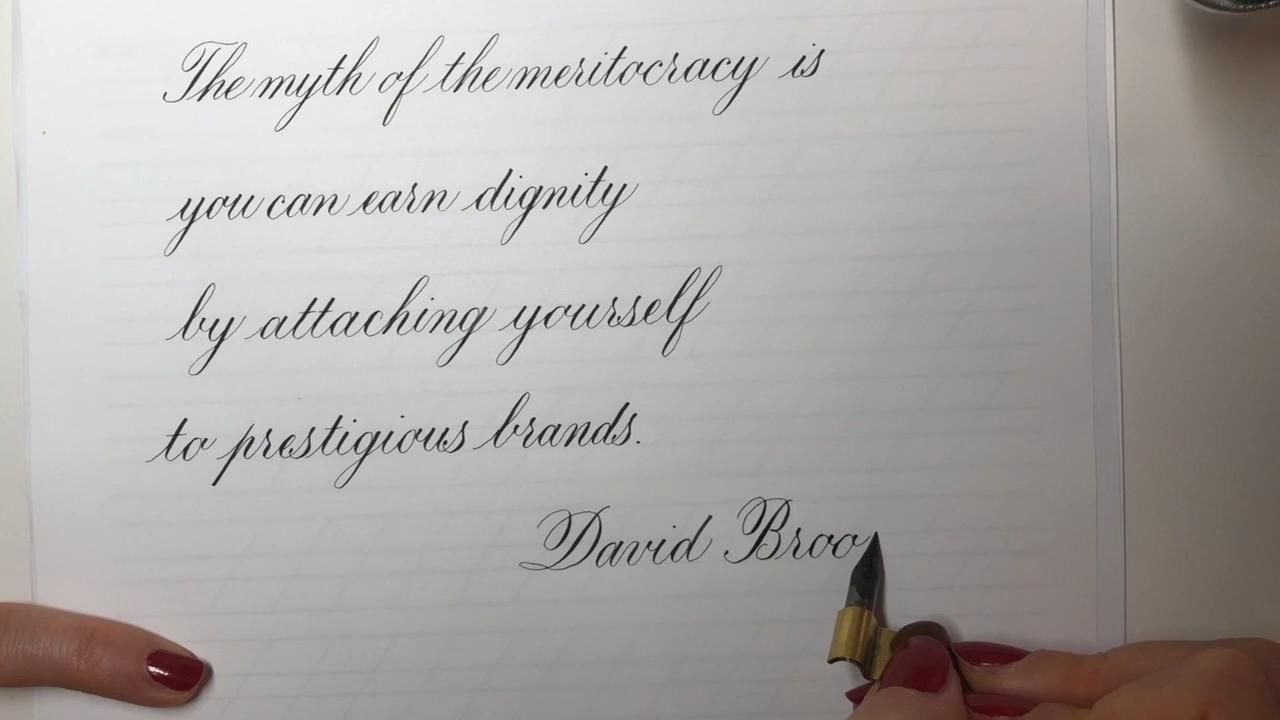 The myth of the meritocracy is
you can earn dignity
by attaching yourself
to prestigious brands.
David Broo